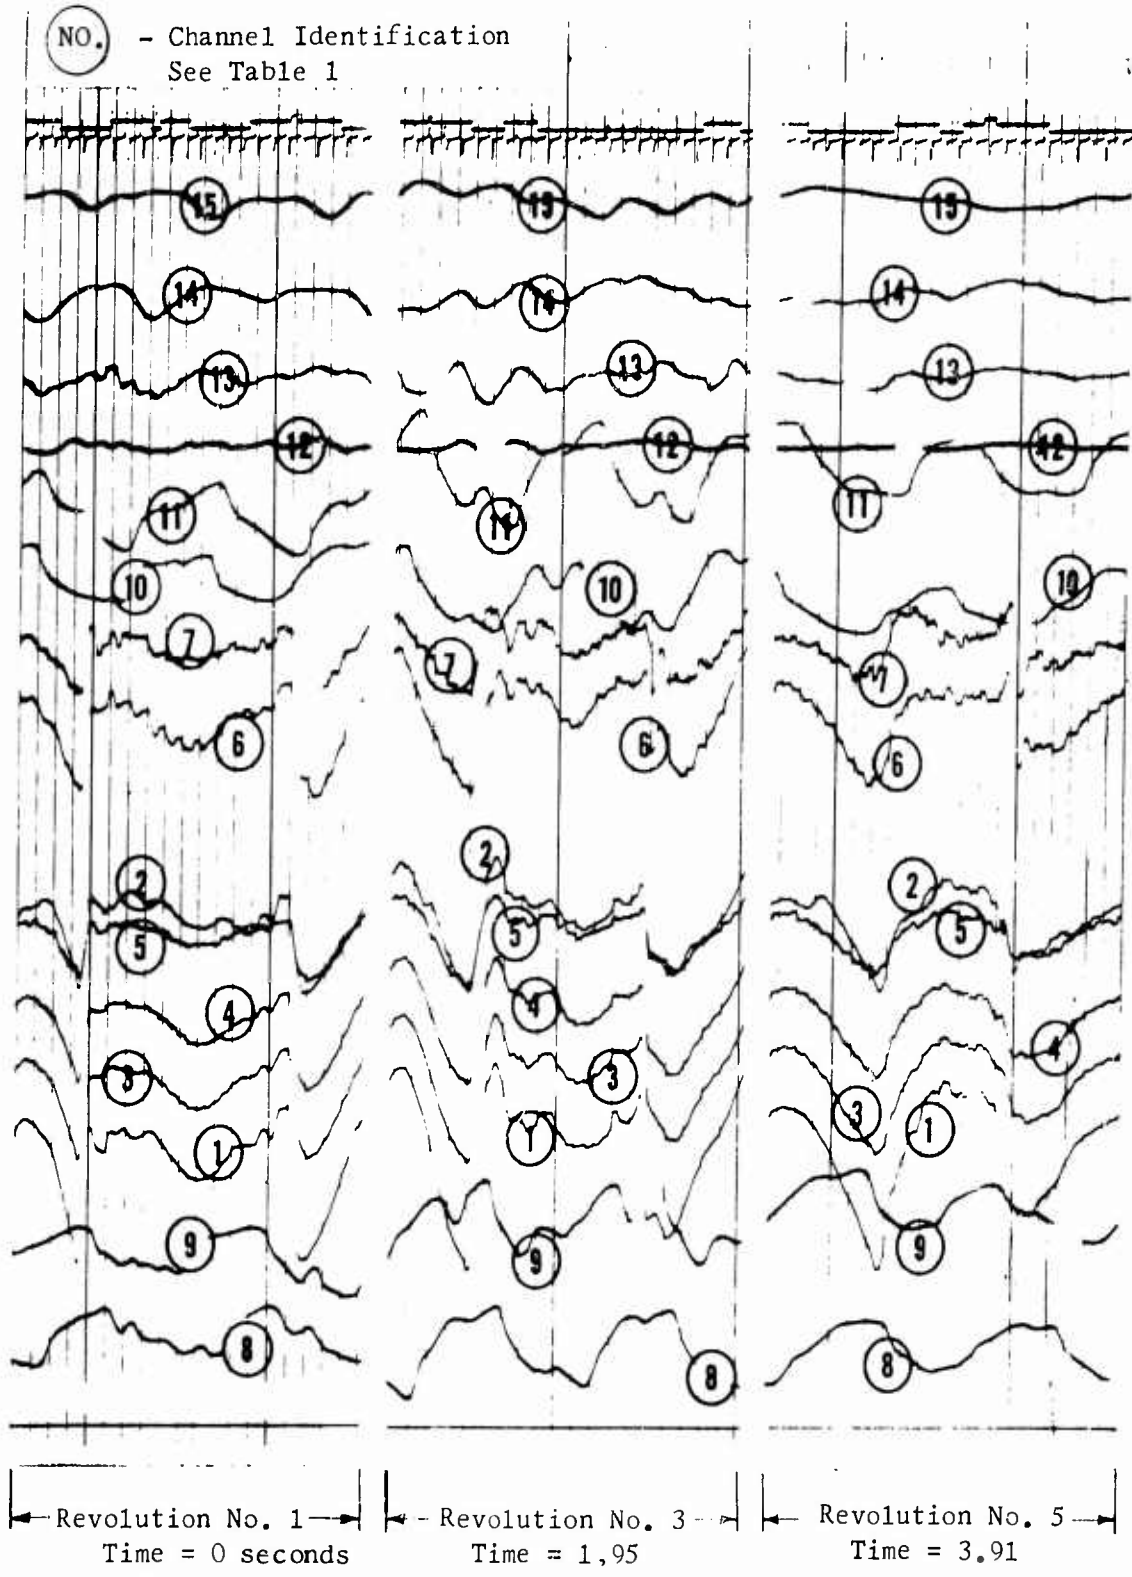 NO. - Channel Identification
See Table 1
15 15 15
14 14 14
13 13 13
12 12 12
11 11 11
10 10 10
7 7 7
6 6 6
2 2 2
5 5 5
4 4 4
3 3 3
1 1 1
9 9 9
8 8 8
Revolution No. 1 Revolution No. 3 Revolution No. 5
Time = 0 seconds Time = 1,95 Time = 3.91